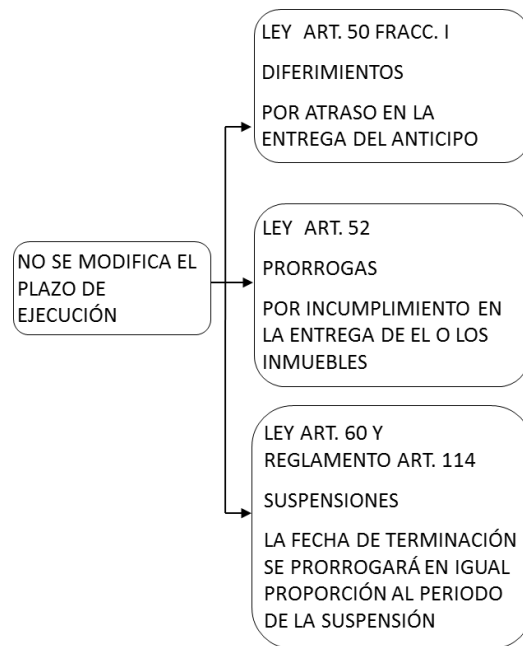 NO SE MODIFICA EL
PLAZO DE
EJECUCIÓN
LEY ART. 50 FRACC. I
DIFERIMIENTOS
POR ATRASO EN LA
ENTREGA DEL ANTICIPO
LEY ART. 52
PRORROGAS
POR INCUMPLIMIENTO EN
LA ENTREGA DE EL O LOS
INMUEBLES
LEY ART. 60 Y
REGLAMENTO ART. 114
SUSPENSIONES
LA FECHA DE TERMINACIÓN
SE PRORROGARÁ EN IGUAL
PROPORCIÓN AL PERIODO
DE LA SUSPENSIÓN